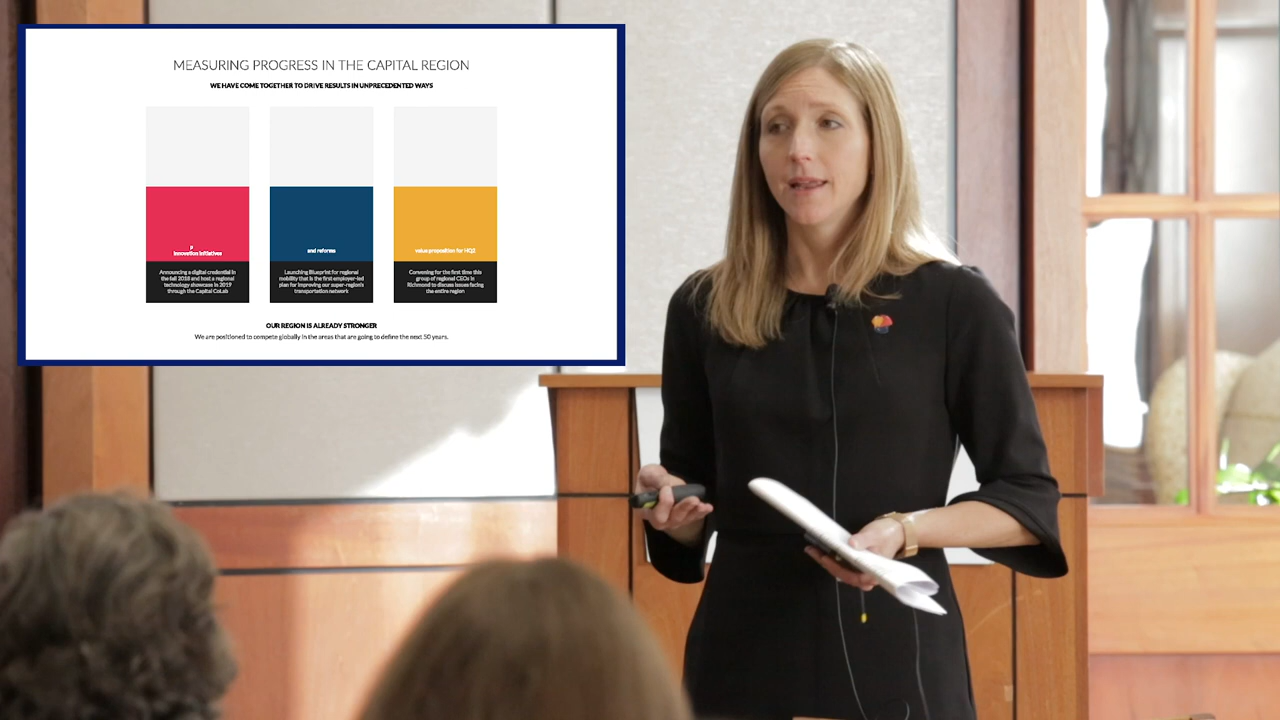 MEASURING PROGRESS IN THE CAPITAL REGION
WE HAVE COME TOGETHER TO DRIVE RESULTS IN UNPRECEDENTED WAYS
innovation initiatives
Announcing a digital credential in
the fall 2018 and host a regional
technology showcase in 2019
through the Capital CoLab
and reforms
Launching Blueprint for regional
mobility that is the first employer-led
plan for improving our super-region's
transportation network
value proposition for HQ2
Convening for the first time this
group of regional CEOs in
Richmond to discuss issues facing
the entire region
OUR REGION IS ALREADY STRONGER
We are positioned to compete globally in the areas that are going to define the next 50 years.